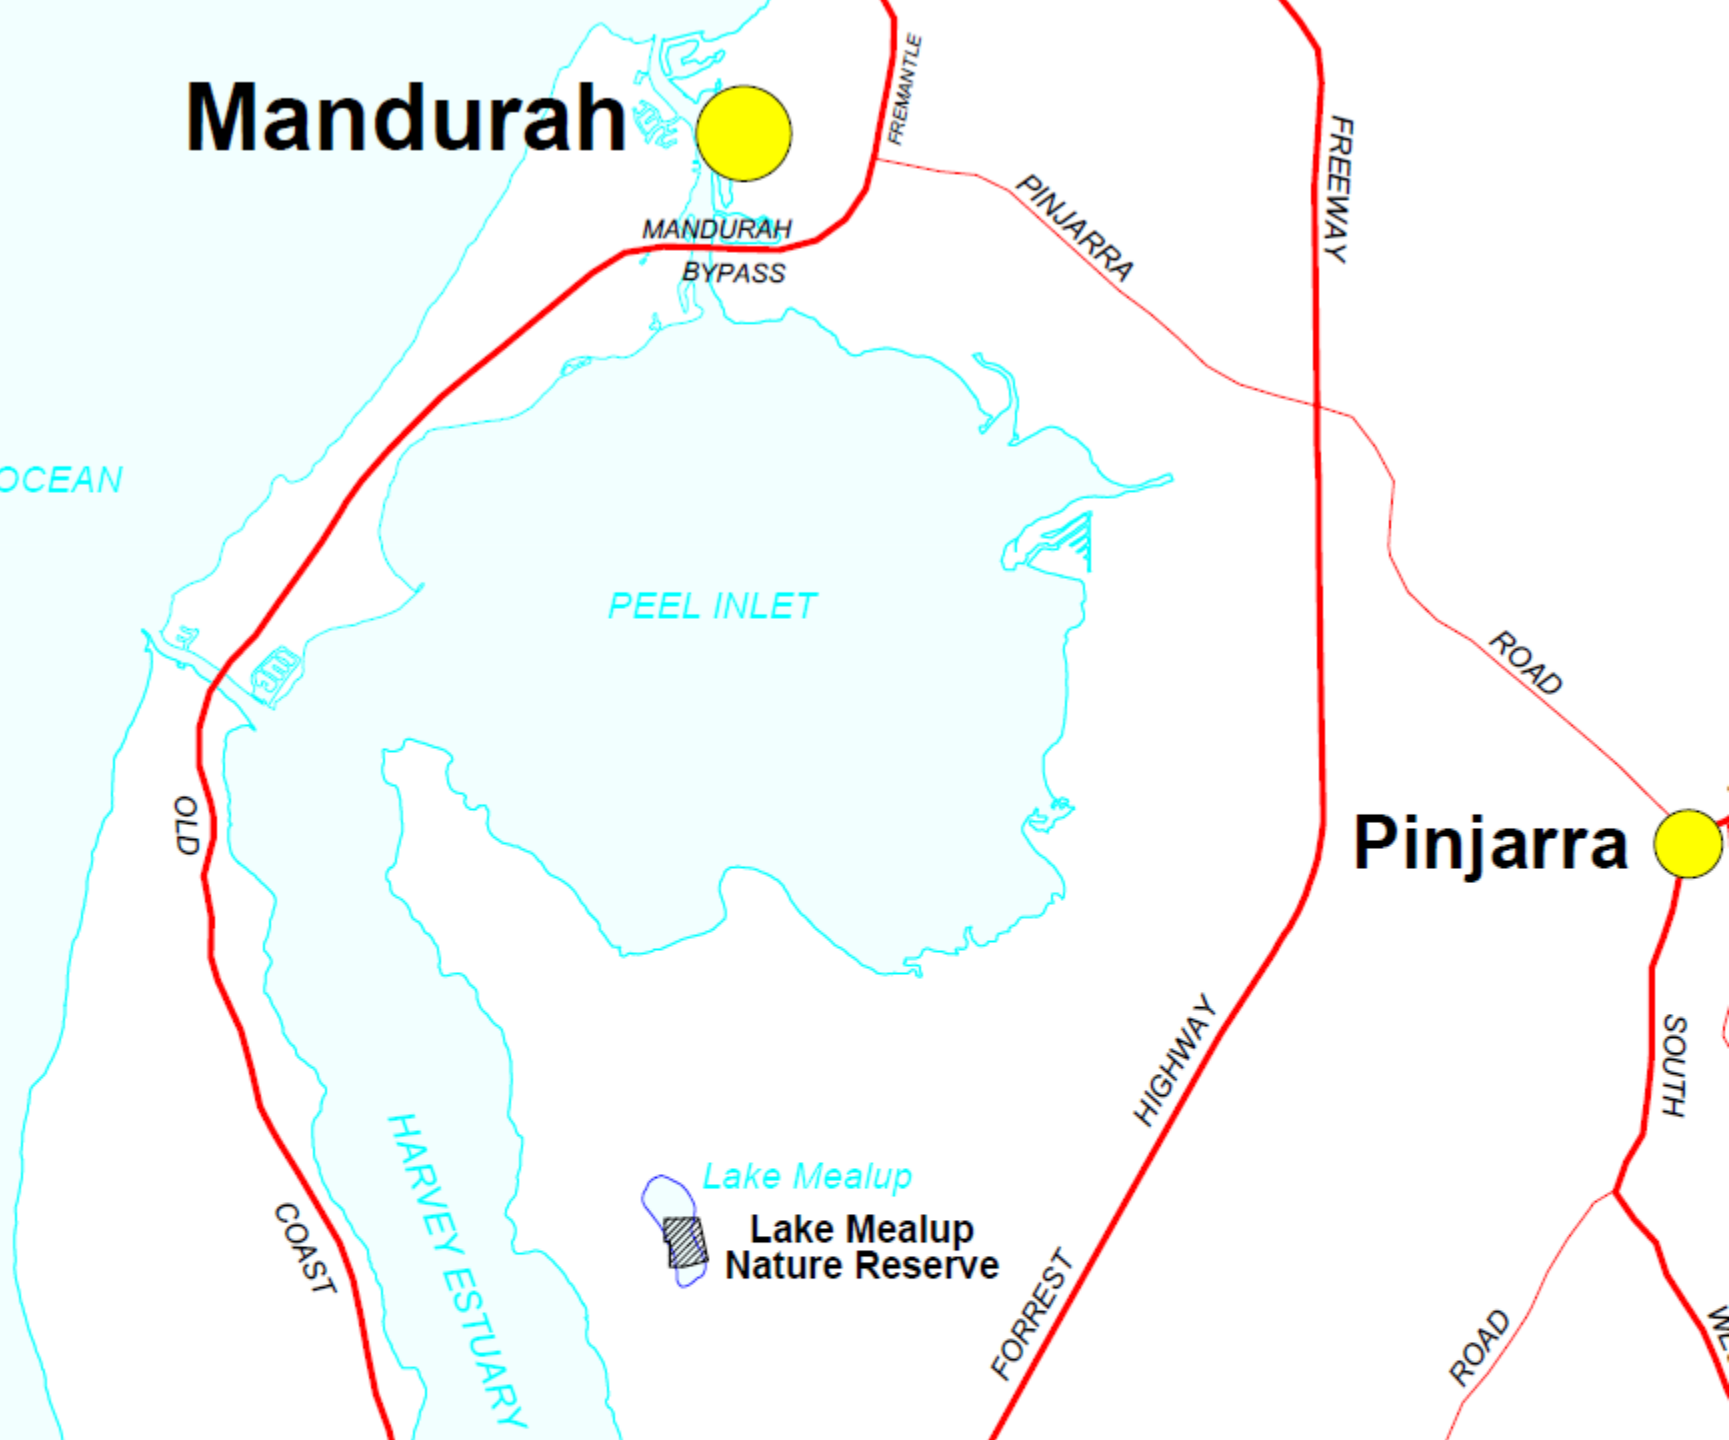 Mandurah
FREMANTLE
FREEWAY
PINJARRA
MANDURAH
BYPASS
OCEAN
PEEL INLET
ROAD
OLD
Pinjarra
HIGHWAY
SOUTH
HARVEY ESTUARY
Lake Mealup
Lake Mealup
Nature Reserve
COAST
FORREST
ROAD